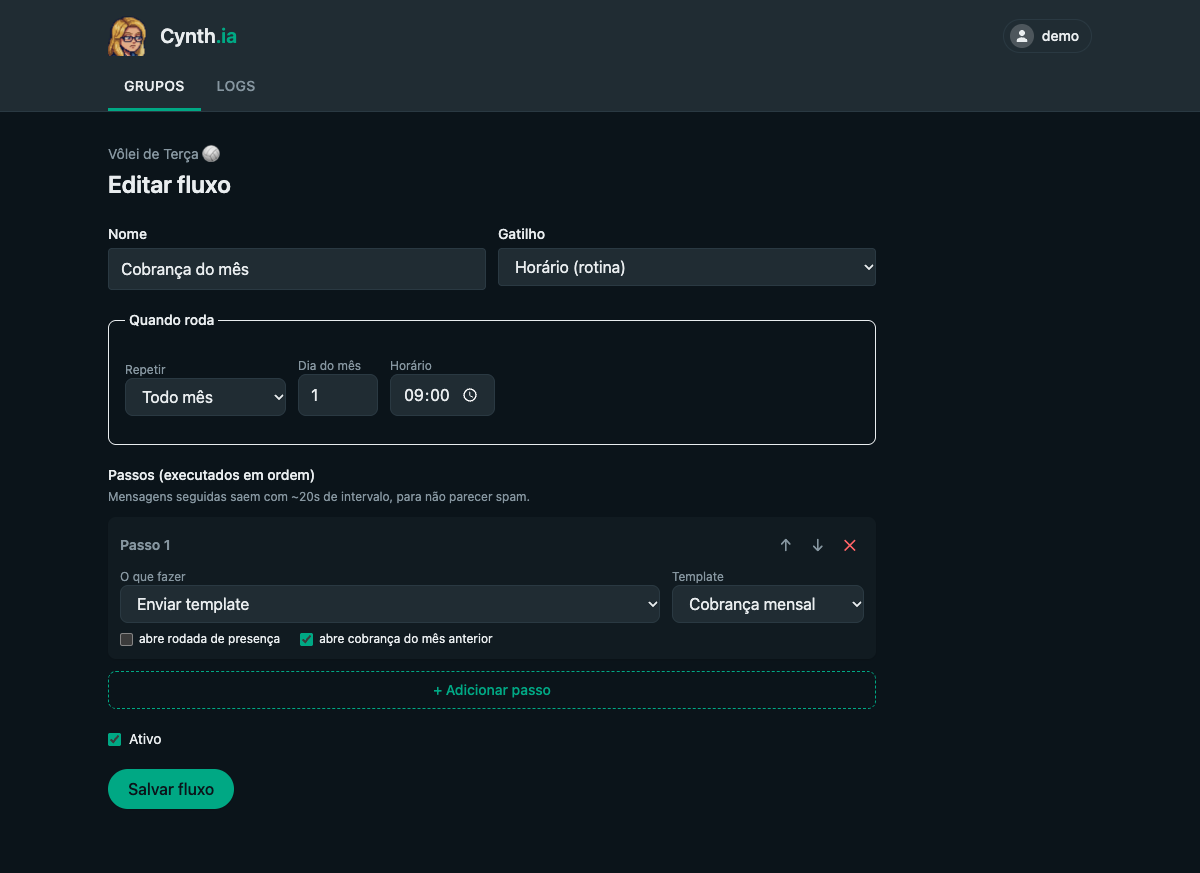 Cynth.ia
demo
GRUPOS LOGS
Vôlei de Terça
Editar fluxo
Nome Gatilho
Cobrança do mês Horário (rotina)
Quando roda
Repetir Dia do mês Horário
Todo mês 1 09:00
Passos (executados em ordem)
Mensagens seguidas saem com ~20s de intervalo, para não parecer spam.
Passo 1
O que fazer Template
Enviar template Cobrança mensal
abre rodada de presença abre cobrança do mês anterior
+ Adicionar passo
Ativo
Salvar fluxo